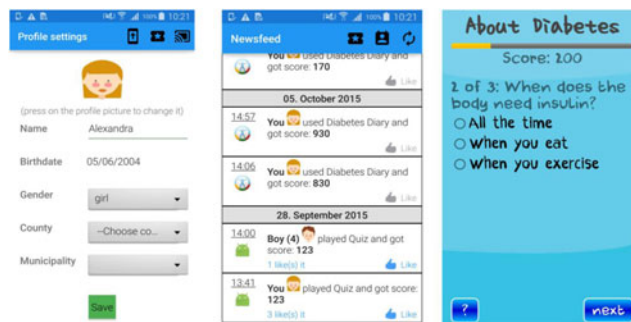 100% 10:21
Profile settings
(press on the profile picture to change it)
Name Alexandra
Birthdate 05/06/2004
Gender girl
County --Choose co...
Municipality
Save
100% 10:21
Newsfeed
You used Diabetes Diary and
got score: 170
Like
05. October 2015
14:57 You used Diabetes Diary and
got score: 930
Like
14:06 You used Diabetes Diary and
got score: 830
Like
28. September 2015
14:00 Boy (4) played Quiz and got
score: 123
1 like(s) it Like
13:41 You played Quiz and got score:
123
3 like(s) it Like
About Diabetes
Score: 200
2 of 3: When does the
body need insulin?
All the time
When you eat
When you exercise
? next